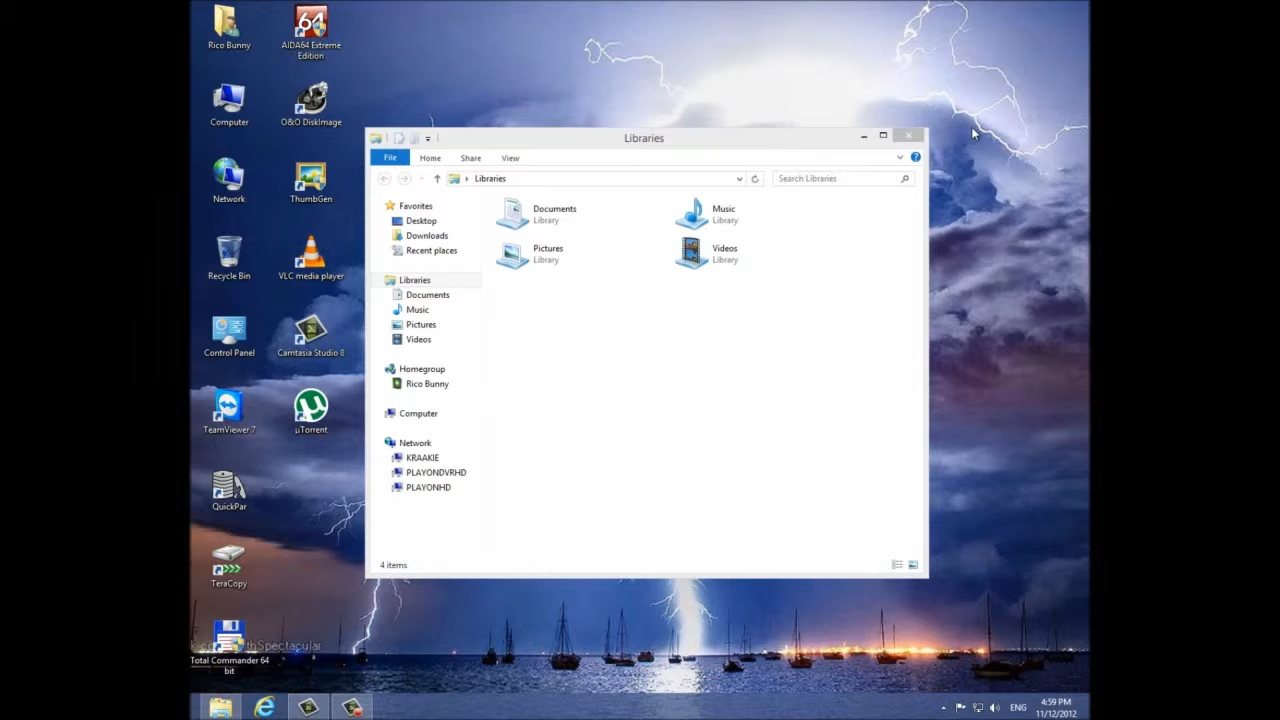 Rico Bunny
AIDA64 Extreme
Edition
64
Computer
O&O DiskImage
Network
ThumbGen
Recycle Bin
VLC media player
Control Panel
Camtasia Studio 8
TeamViewer 7
µTorrent
QuickPar
TeraCopy
Total Commander 64
bit
Libraries
File
Home
Share
View
Libraries
Search Libraries
Favorites
Desktop
Downloads
Recent places
Libraries
Documents
Music
Pictures
Videos
Homegroup
Rico Bunny
Computer
Network
KRAAKIE
PLAYONDVRHD
PLAYONHD
Documents
Library
Music
Library
Pictures
Library
Videos
Library
4 items
ENG
4:59 PM
11/12/2012